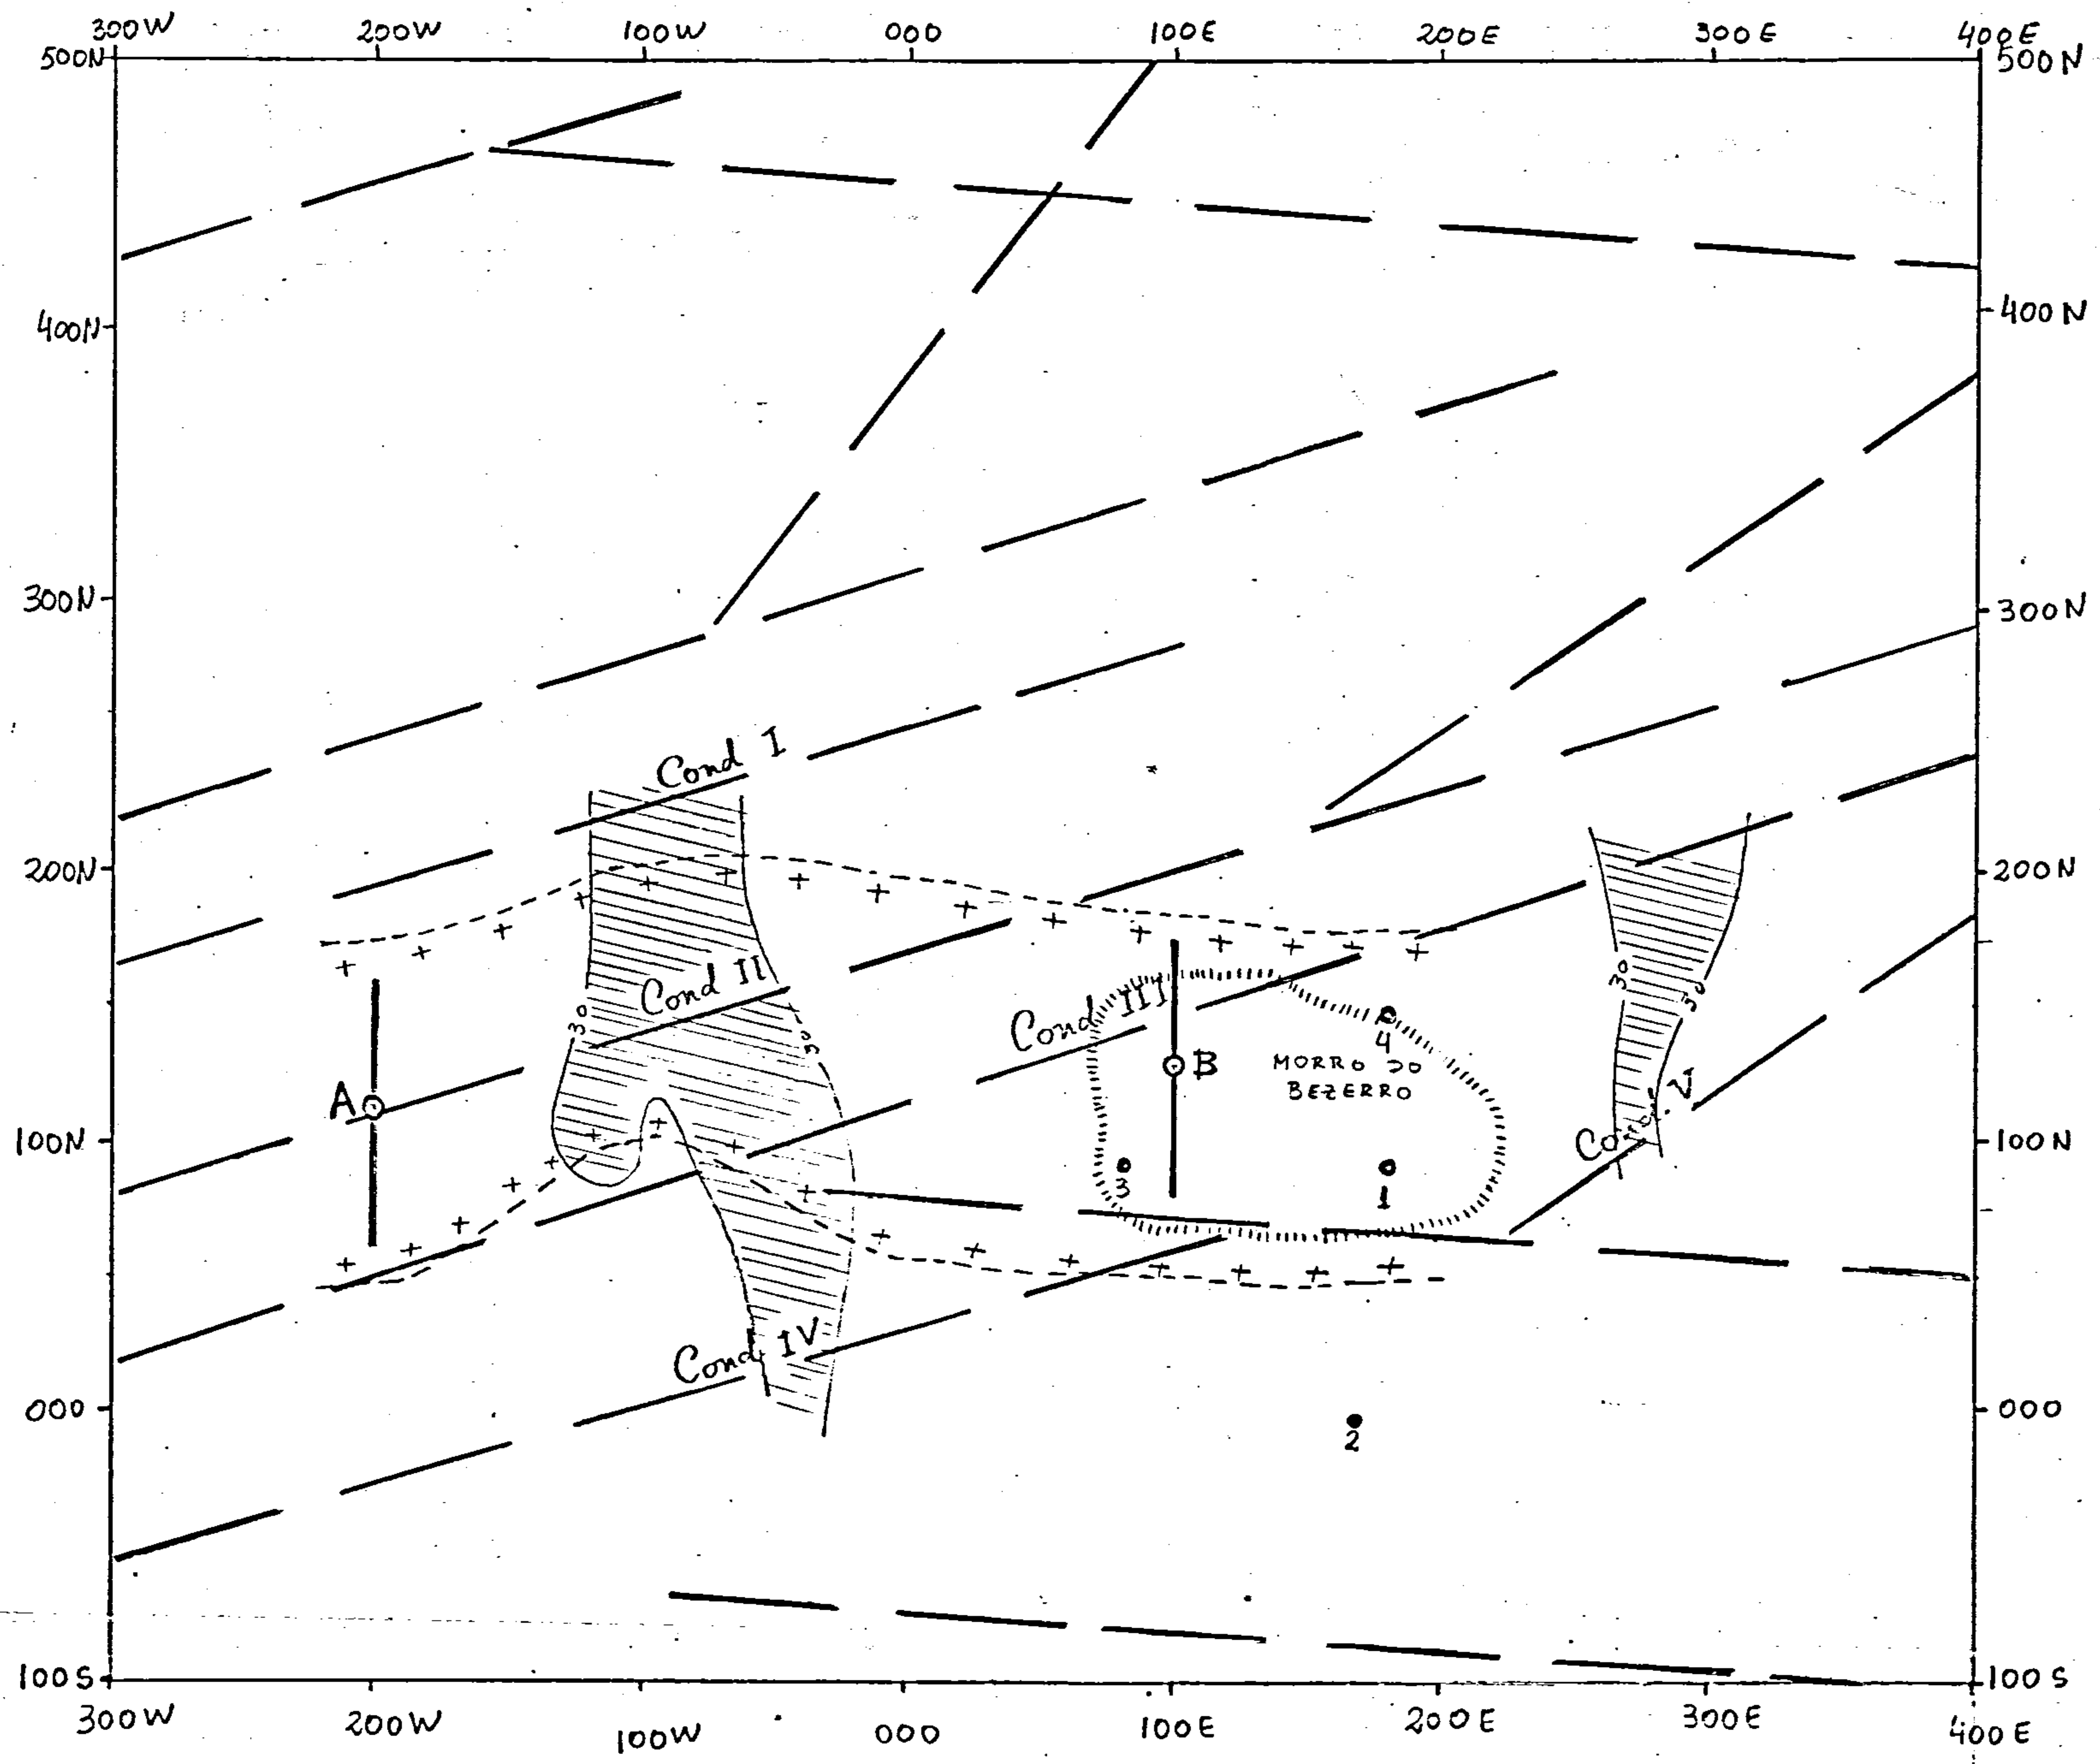 300W 200W 100W 000 100E 200E 300E 400E
500N 500N
400N 400N
300N 300N
Cond I
200N 200N
Cond II
30 30
30 30
Cond III
4
B MORRO DO
BEZERRO
A
100N 100N
3 1
Cond IV
000 000
2
100S 100S
300W 200W 100W 000 100E 200E 300E 400E